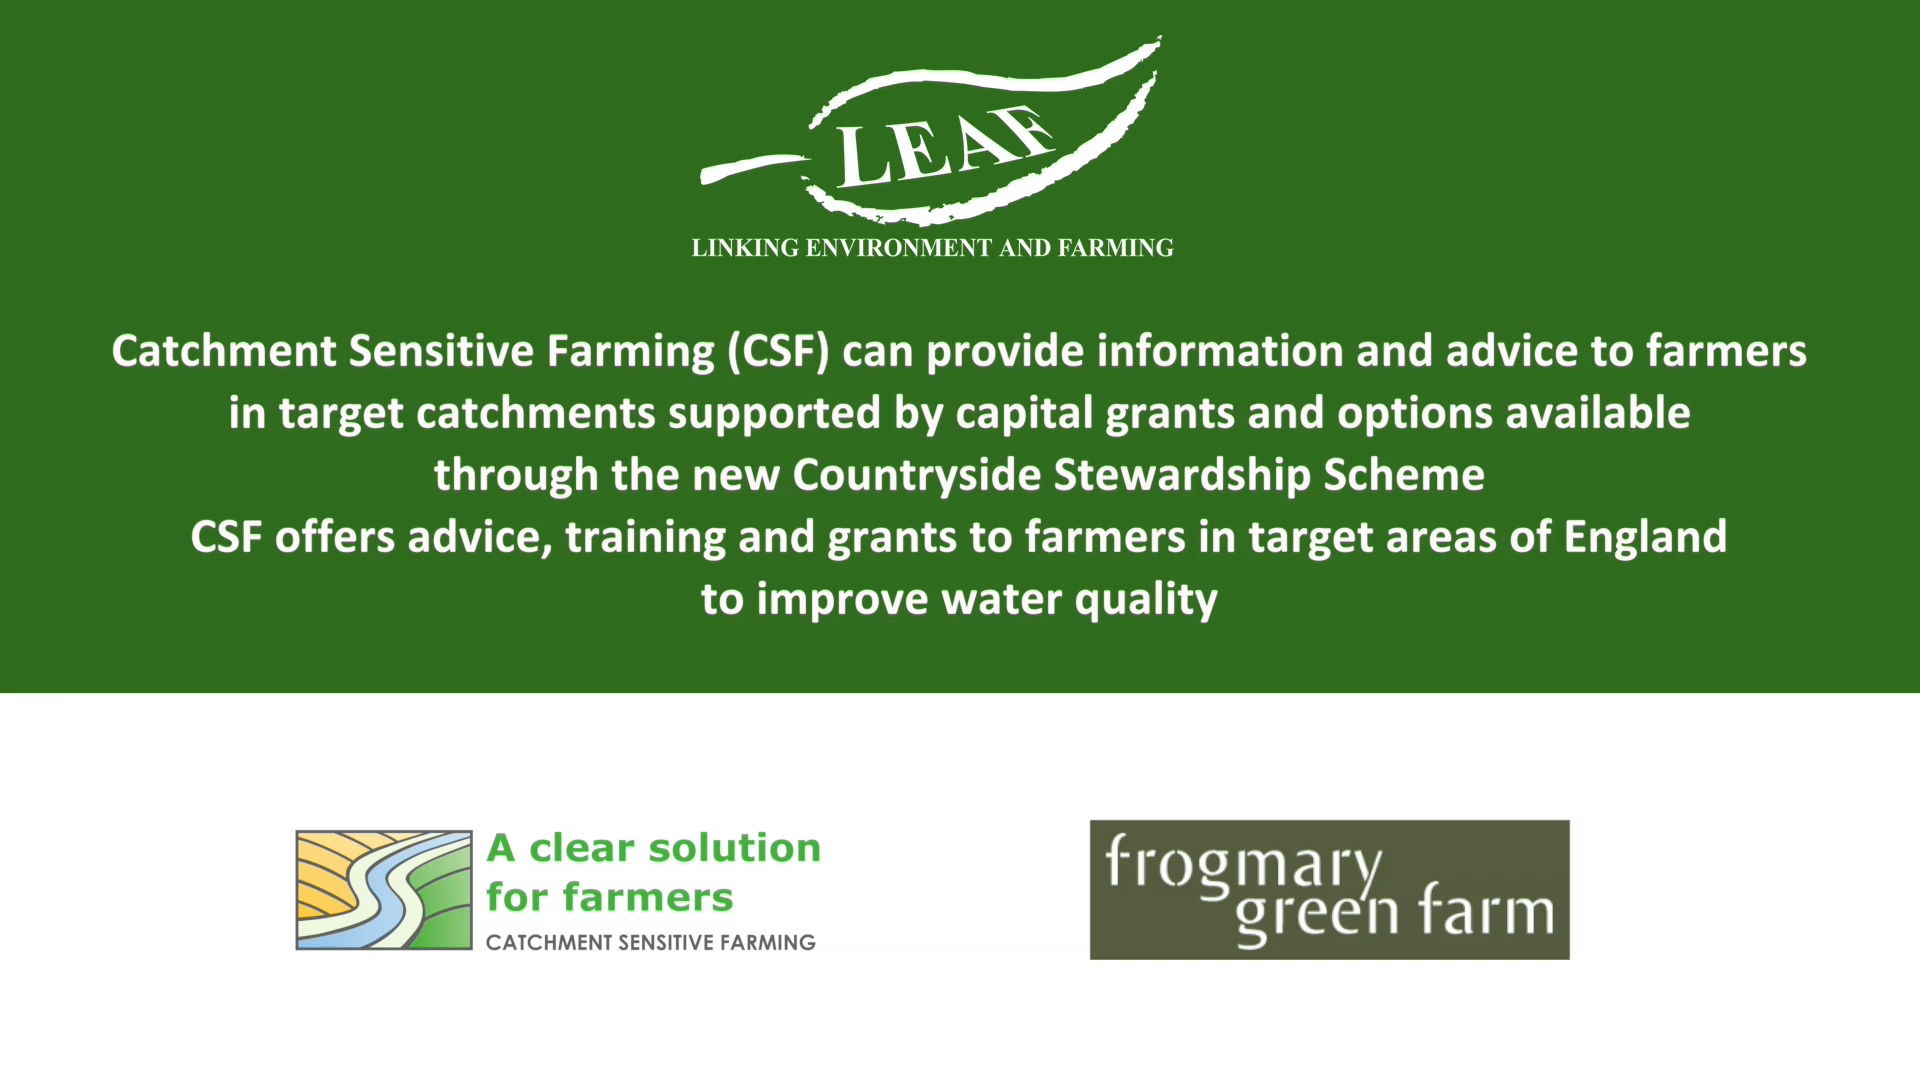 LEAF
LINKING ENVIRONMENT AND FARMING
Catchment Sensitive Farming (CSF) can provide information and advice to farmers
in target catchments supported by capital grants and options available
through the new Countryside Stewardship Scheme
CSF offers advice, training and grants to farmers in target areas of England
to improve water quality
A clear solution
for farmers
CATCHMENT SENSITIVE FARMING
frogmary
green farm